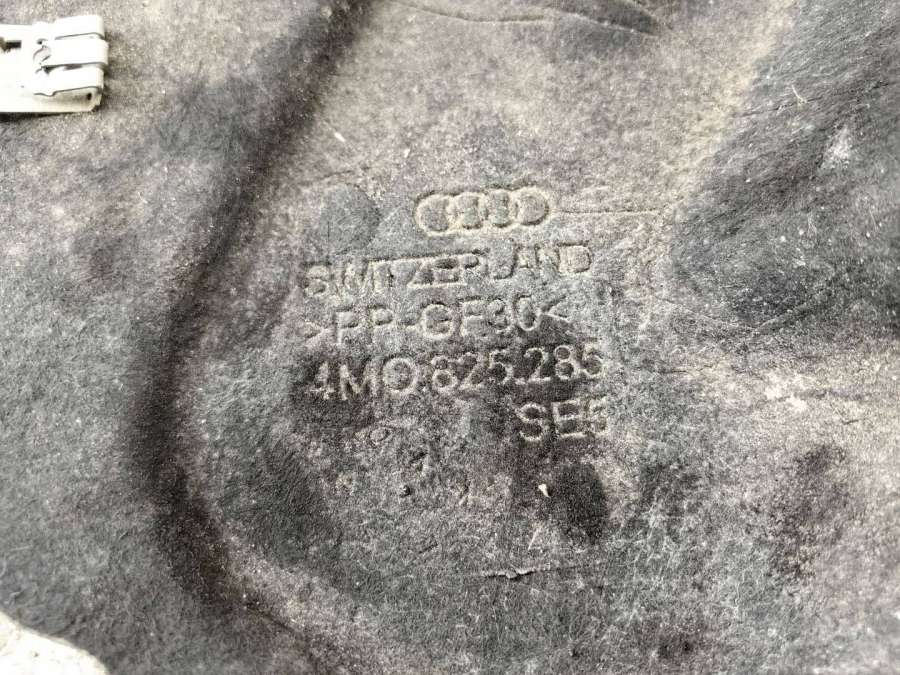 SWITZERLAND
>PP-GF30<
4M0.825.285
SE5